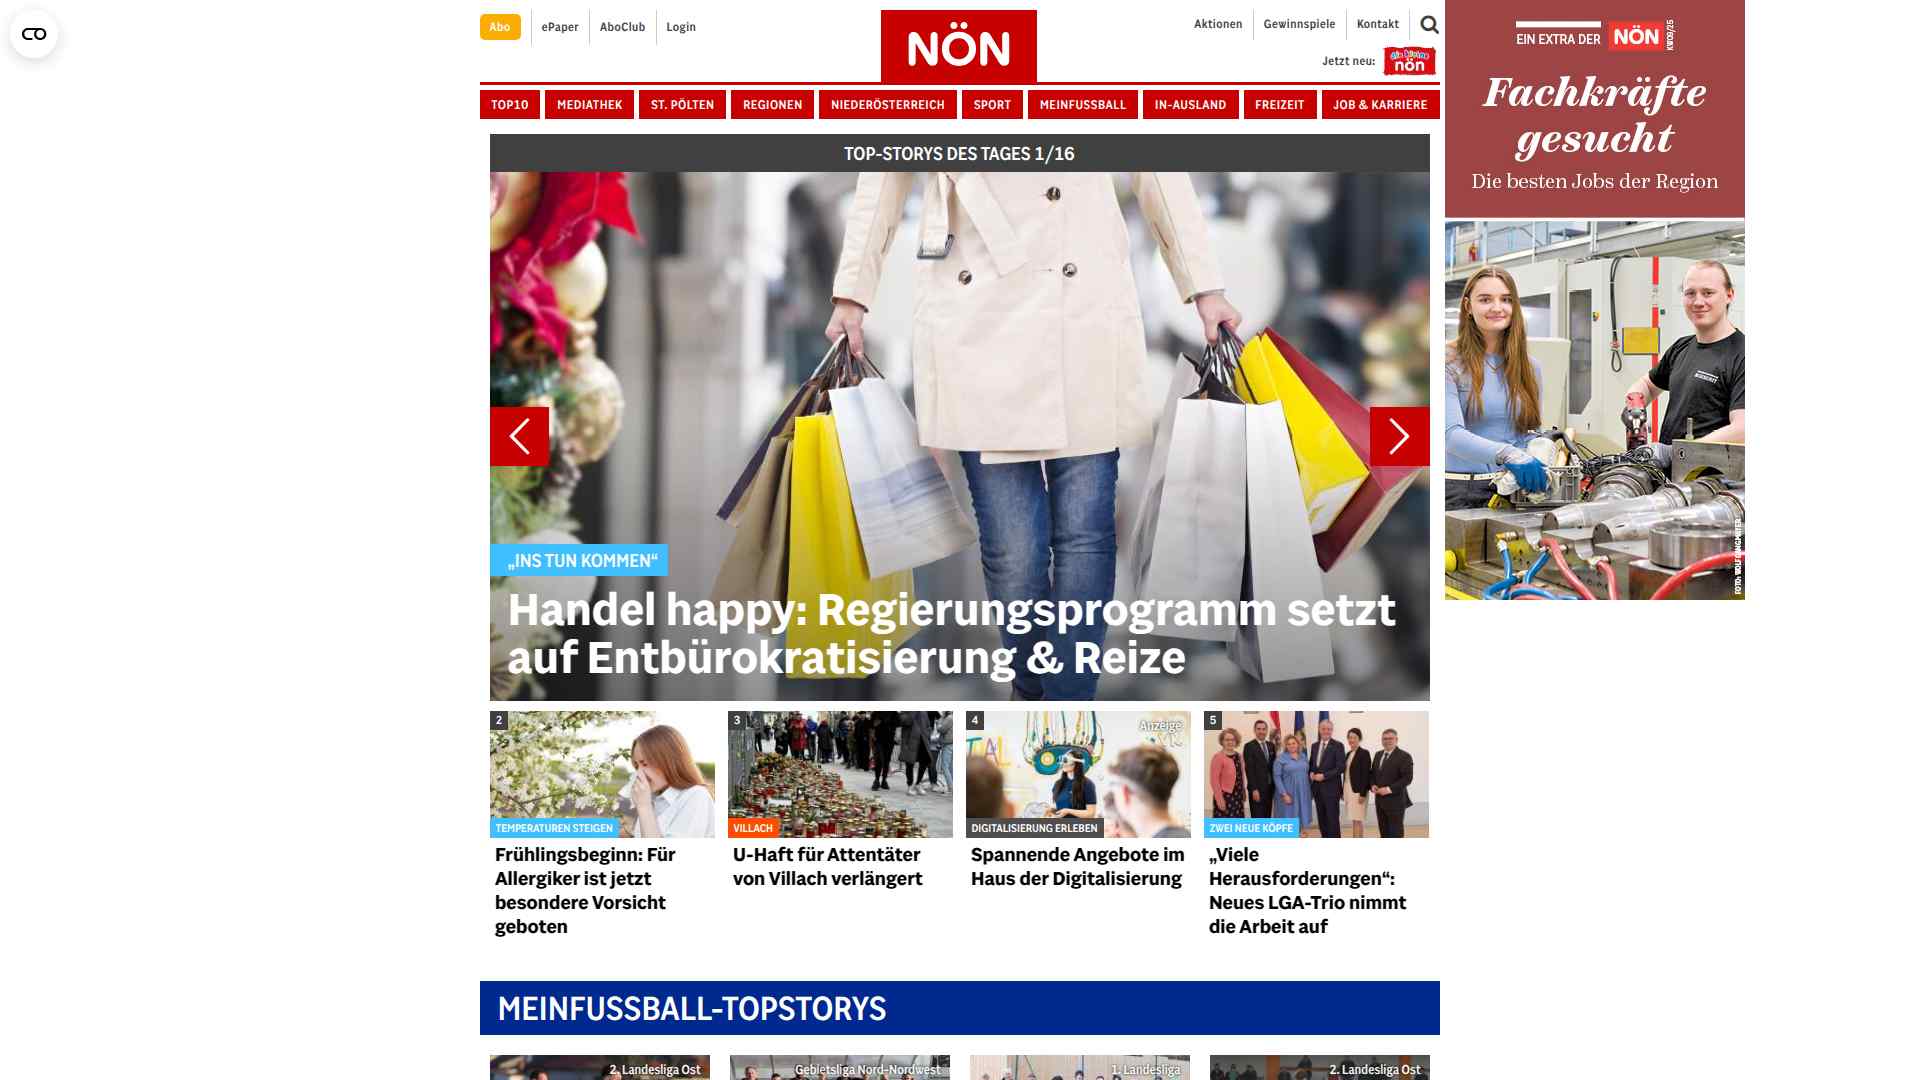 Abo
ePaper
AboClub
Login
NÖN
Aktionen
Gewinnspiele
Kontakt
Jetzt neu:
die kleine
nön
TOP10
MEDIATHEK
ST. PÖLTEN
REGIONEN
NIEDERÖSTERREICH
SPORT
MEINFUSSBALL
IN-AUSLAND
FREIZEIT
JOB & KARRIERE
EIN EXTRA DER NÖN
KW09/25
Fachkräfte
gesucht
Die besten Jobs der Region
TOP-STORYS DES TAGES 1/16
„INS TUN KOMMEN“
Handel happy: Regierungsprogramm setzt
auf Entbürokratisierung & Reize
2
TEMPERATUREN STEIGEN
Frühlingsbeginn: Für
Allergiker ist jetzt
besondere Vorsicht
geboten
3
VILLACH
U-Haft für Attentäter
von Villach verlängert
4
Anzeige
DIGITALISIERUNG ERLEBEN
Spannende Angebote im
Haus der Digitalisierung
5
ZWEI NEUE KÖPFE
„Viele
Herausforderungen“:
Neues LGA-Trio nimmt
die Arbeit auf
MEINFUSSBALL-TOPSTORYS
2. Landesliga Ost
Gebietsliga Nord-Nordwest
1. Landesliga
2. Landesliga Ost